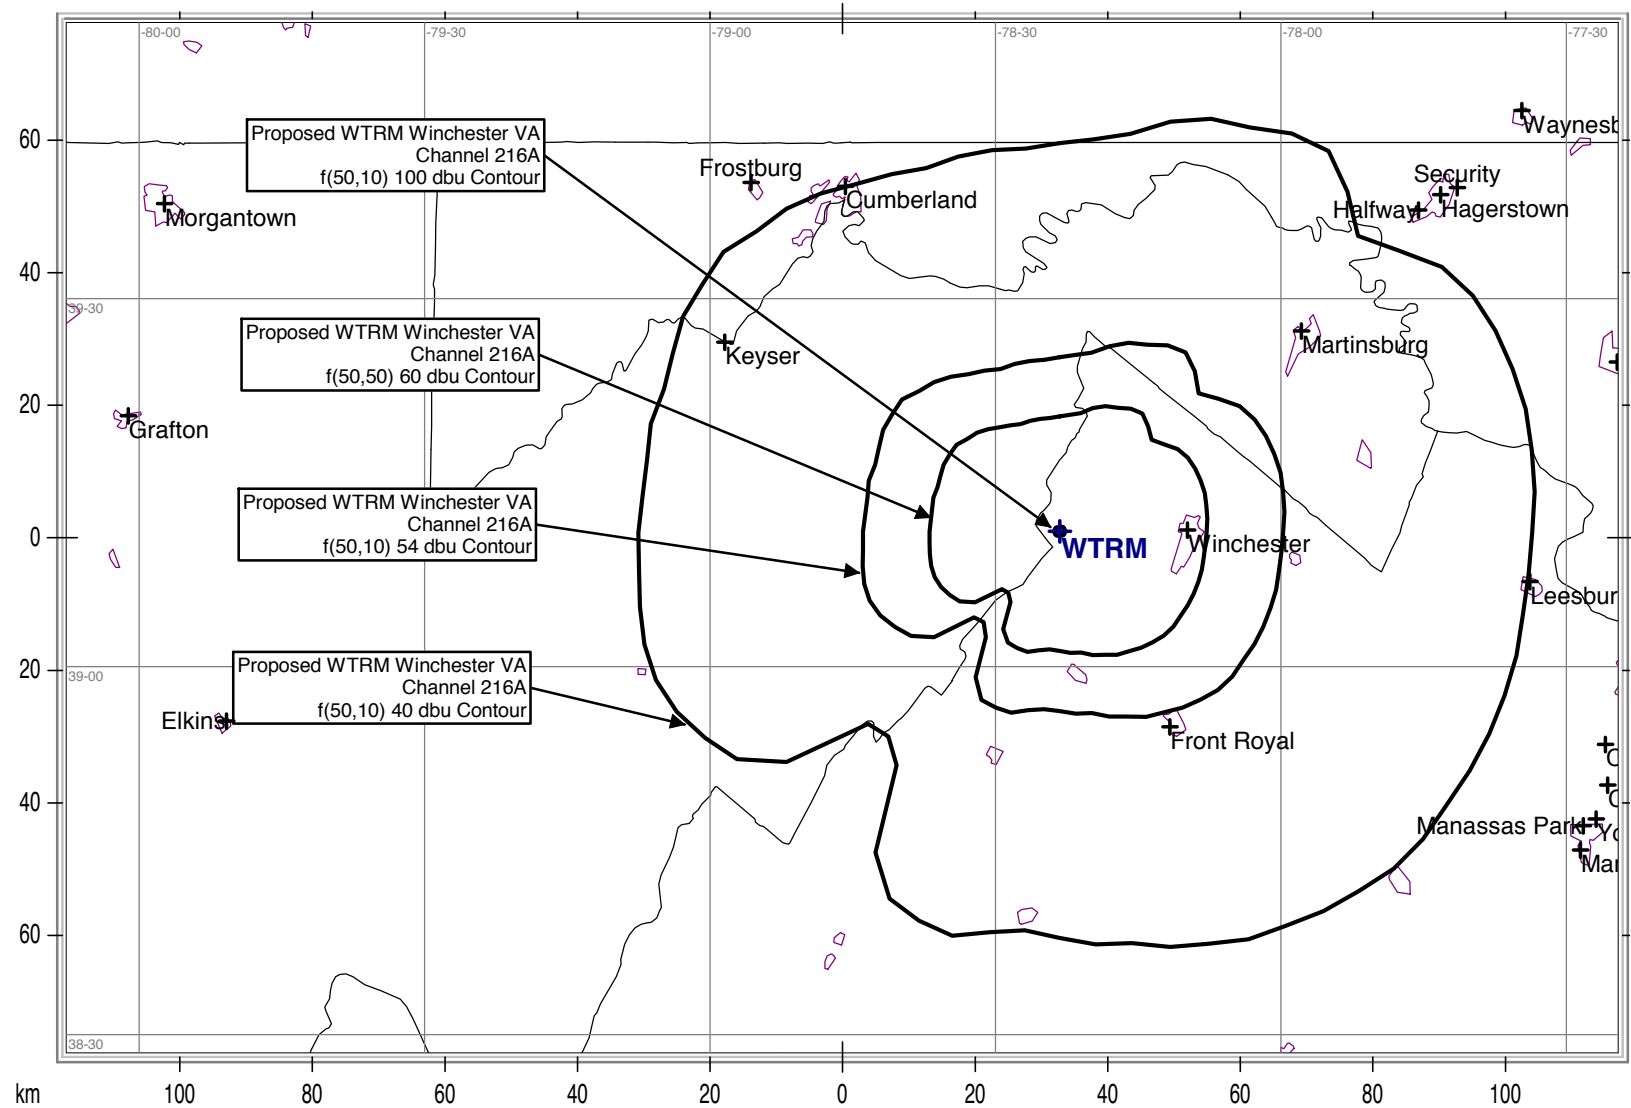 -80-00
-79-30
-79-00
-78-30
-78-00
-77-30
60
Proposed WTRM Winchester VA
Channel 216A
f(50,10) 100 dbu Contour
Waynesb
Frostburg
Cumberland
Security
Halfway
Hagerstown
Morgantown
40
39-30
Proposed WTRM Winchester VA
Channel 216A
f(50,50) 60 dbu Contour
Keyser
Martinsburg
20
Grafton
Proposed WTRM Winchester VA
Channel 216A
f(50,10) 54 dbu Contour
0
WTRM
Winchester
Leesbur
20
39-00
Proposed WTRM Winchester VA
Channel 216A
f(50,10) 40 dbu Contour
Elkins
Front Royal
40
Manassas Park
Yo
Mar
60
38-30
km
100
80
60
40
20
0
20
40
60
80
100